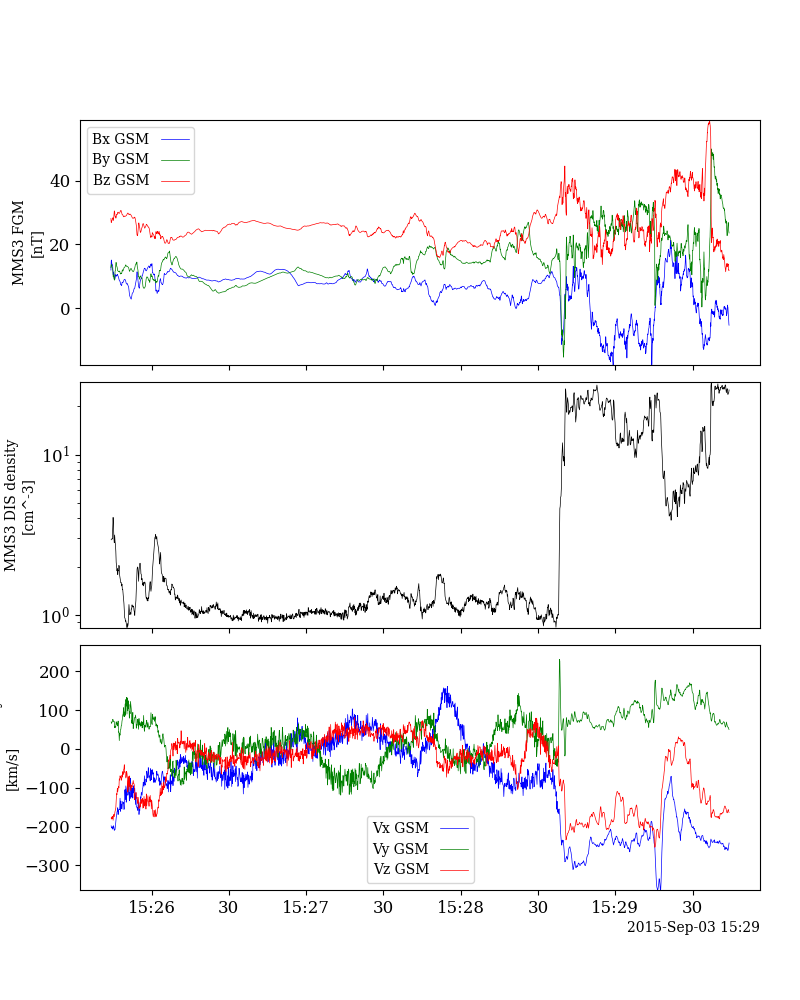 Bx GSM
By GSM
Bz GSM
MMS3 FGM
[nT]
40
20
0
MMS3 DIS density
[cm^-3]
10^1
10^0
[km/s]
200
100
0
−100
−200
−300
Vx GSM
Vy GSM
Vz GSM
15:26 30 15:27 30 15:28 30 15:29 30
2015-Sep-03 15:29